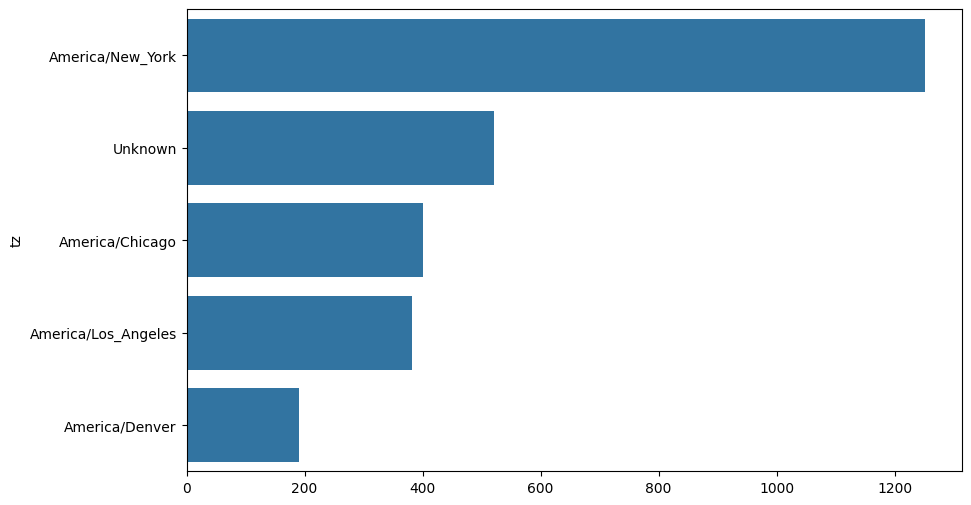 America/New_York
Unknown
America/Chicago
America/Los_Angeles
America/Denver
tz
0
200
400
600
800
1000
1200